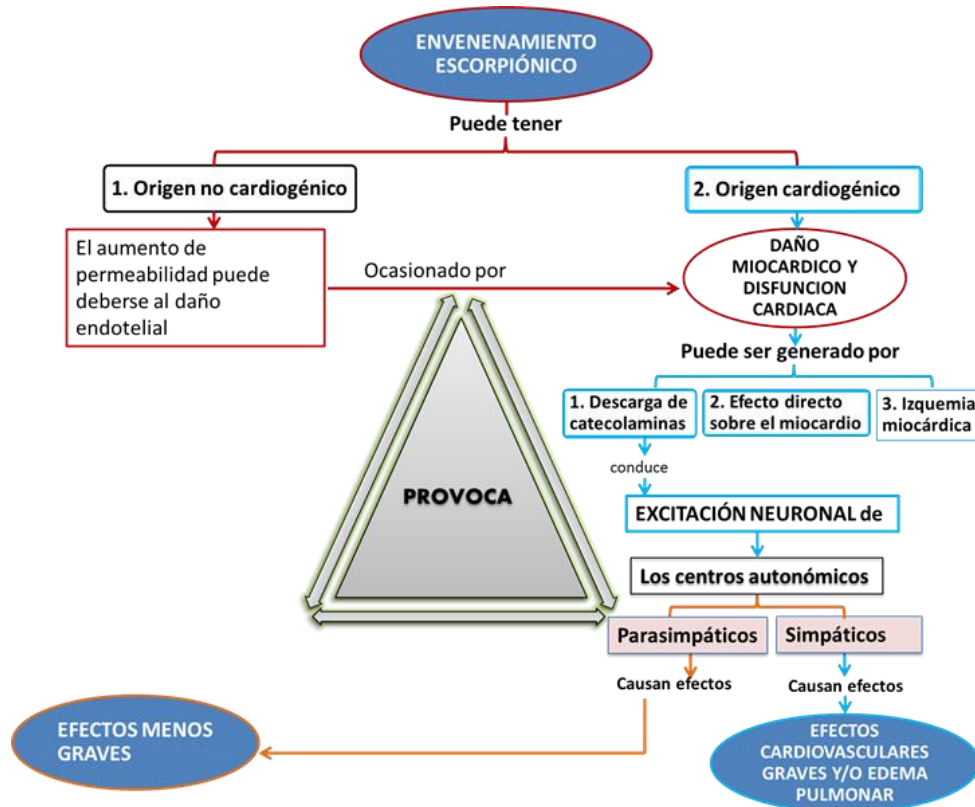 ENVENENAMIENTO
ESCORPIÓNICO
Puede tener
1. Origen no cardiogénico
2. Origen cardiogénico
El aumento de
permeabilidad puede
deberse al daño
endotelial
Ocasionado por
DAÑO
MIOCARDICO Y
DISFUNCION
CARDIACA
Puede ser generado por
1. Descarga de
catecolaminas
2. Efecto directo
sobre el miocardio
3. Izquemia
miocárdica
conduce
PROVOCA
EXCITACIÓN NEURONAL de
Los centros autonómicos
Parasimpáticos
Simpáticos
Causan efectos
Causan efectos
EFECTOS MENOS
GRAVES
EFECTOS
CARDIOVASCULARES
GRAVES Y/O EDEMA
PULMONAR